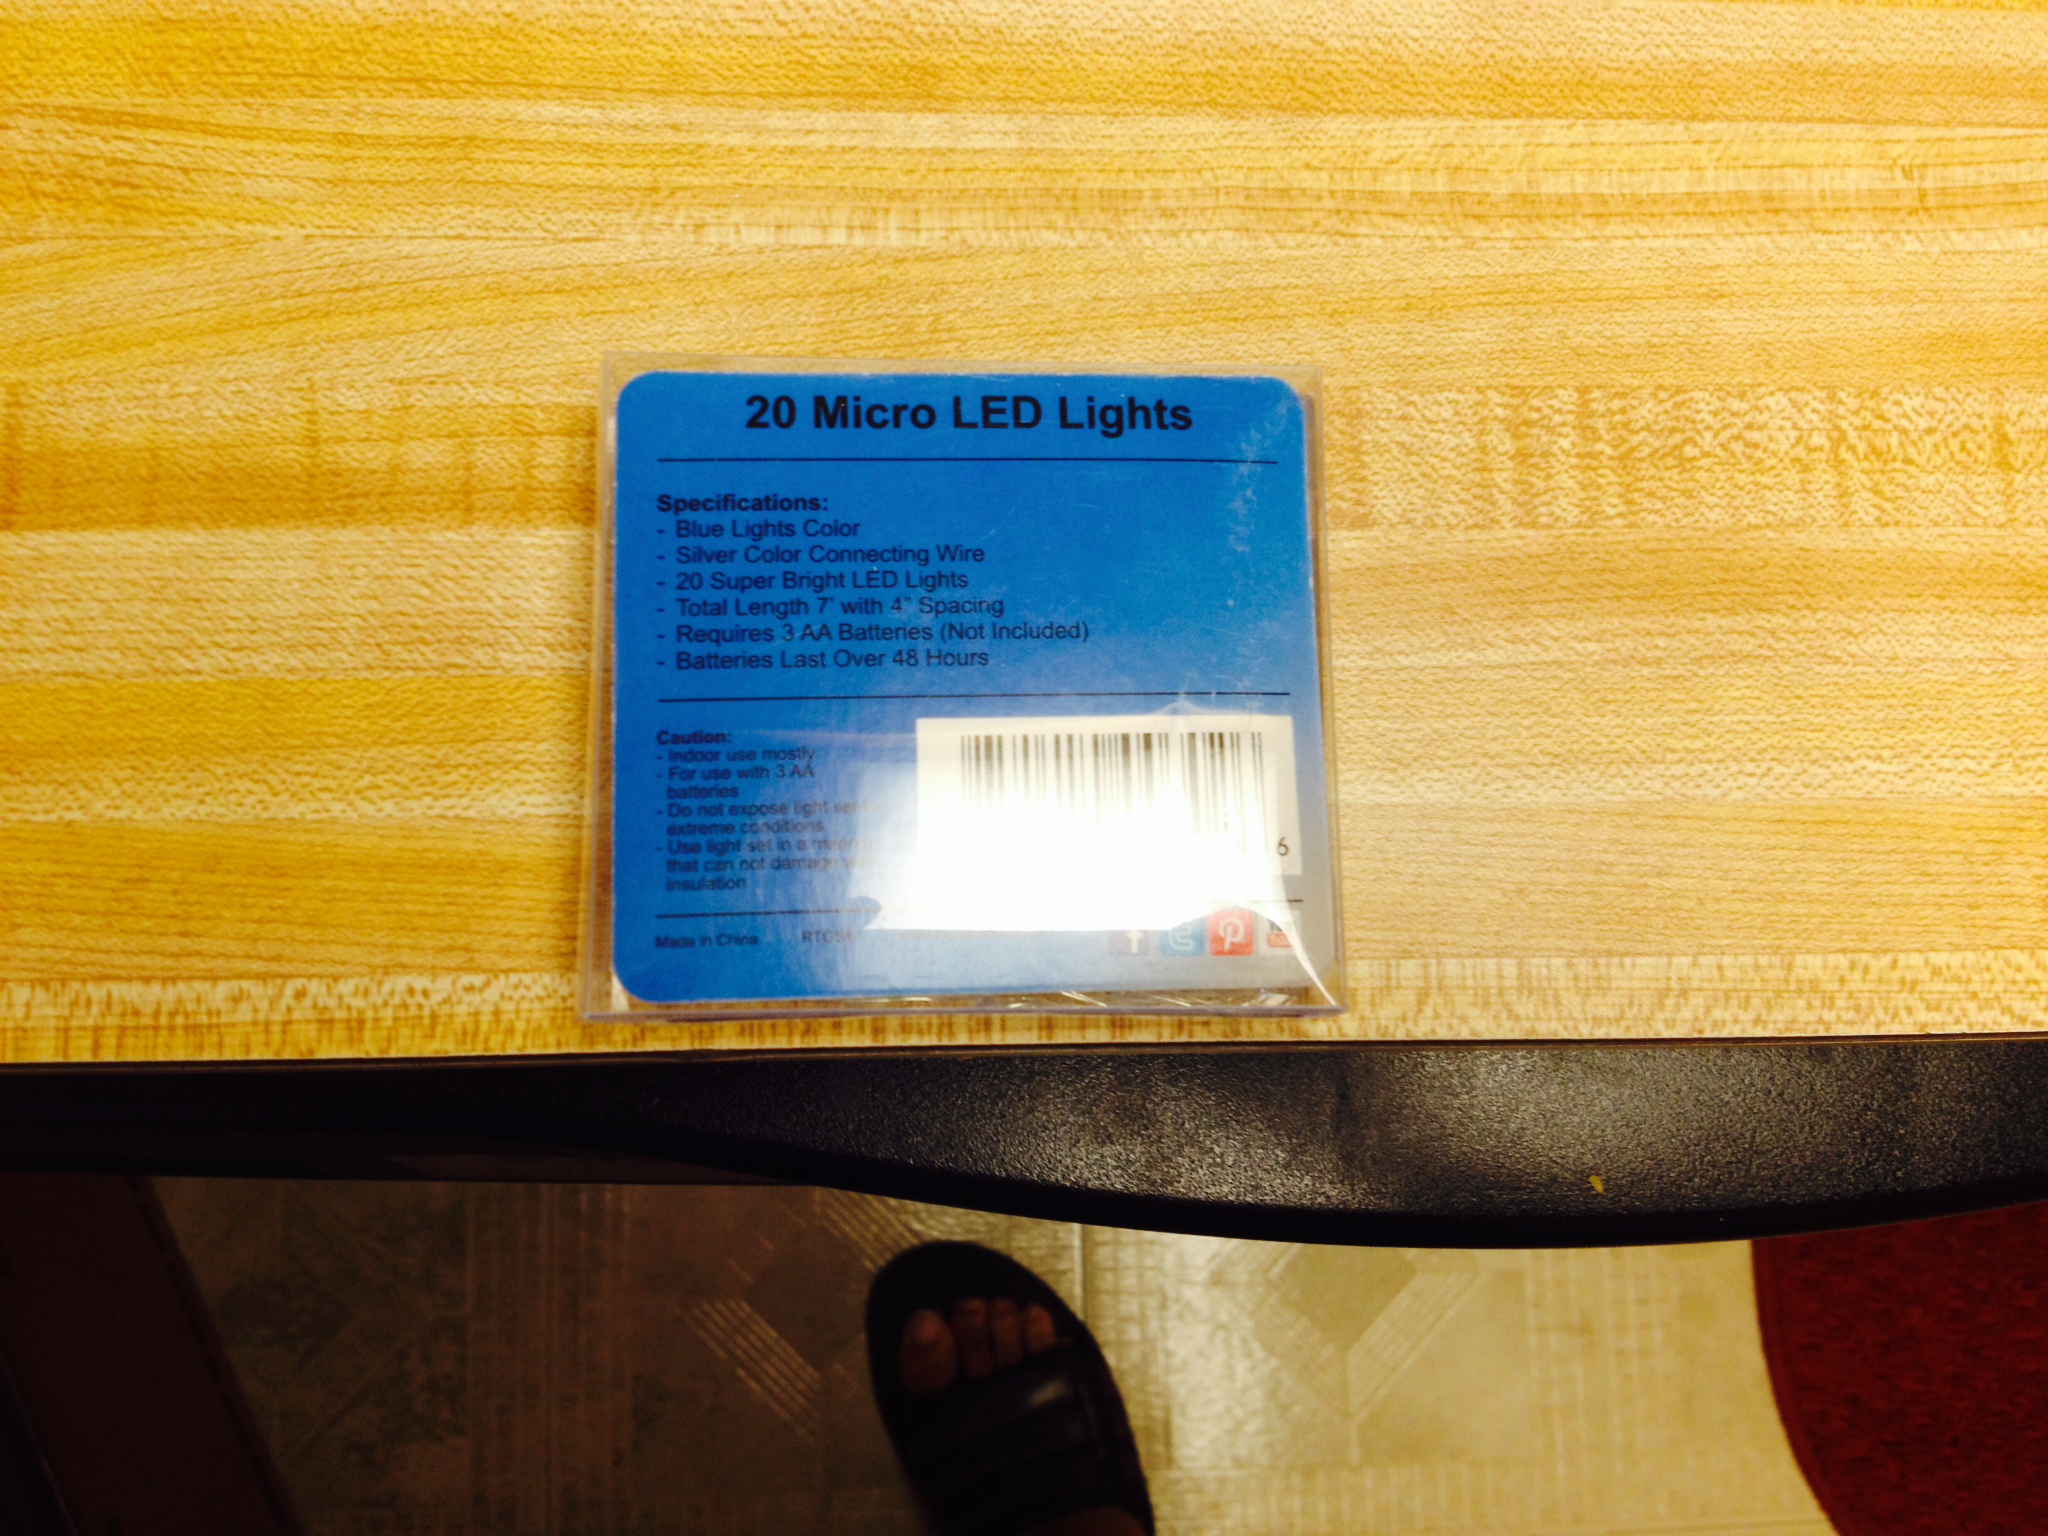 20 Micro LED Lights
Specifications:
- Blue Lights Color
- Silver Color Connecting Wire
- 20 Super Bright LED Lights
- Total Length 7' with 4" Spacing
- Requires 3 AA Batteries (Not Included)
- Batteries Last Over 48 Hours
Caution:
- Indoor use mostly
- For use with 3 AA
batteries
- Do not expose light set to
extreme conditions
- Use light set in a manner
that can not damage
insulation
6
Made in China